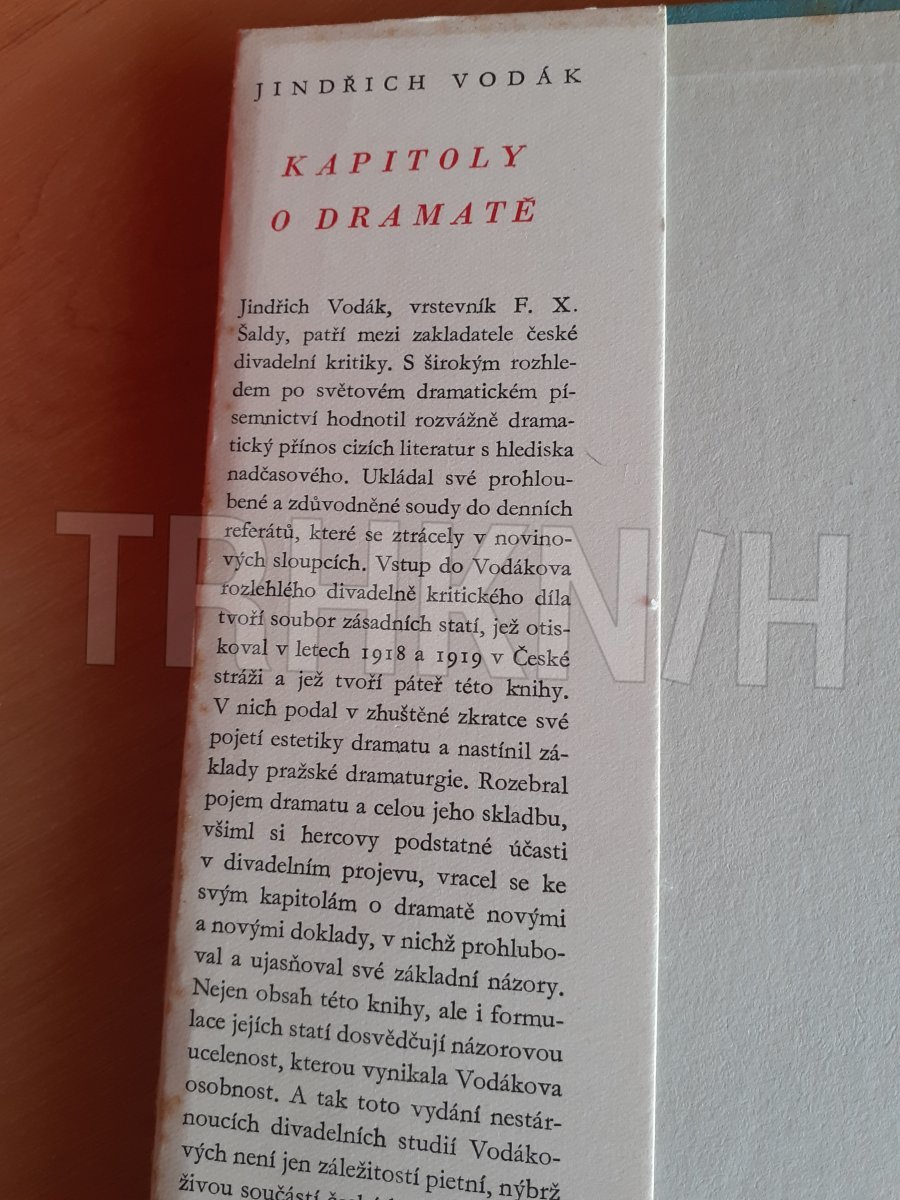 JINDŘICH VODÁK
KAPITOLY
O DRAMATĚ
Jindřich Vodák, vrstevník F. X.
Šaldy, patří mezi zakladatele české
divadelní kritiky. S širokým rozhle-
dem po světovém dramatickém pí-
semnictví hodnotil rozvážně drama-
tický přínos cizích literatur s hlediska
nadčasového. Ukládal své prohlou-
bené a zdůvodněné soudy do denních
referátů, které se ztrácely v novino-
vých sloupcích. Vstup do Vodákova
rozlehlého divadelně kritického díla
tvoří soubor zásadních statí, jež otis-
koval v letech 1918 a 1919 v České
stráži a jež tvoří páteř této knihy.
V nich podal v zhuštěné zkratce své
pojetí estetiky dramatu a nastínil zá-
klady pražské dramaturgie. Rozebral
pojem dramatu a celou jeho skladbu,
všiml si hercovy podstatné účasti
v divadelním projevu, vracel se ke
svým kapitolám o dramatě novými
a novými doklady, v nichž prohlubo-
val a ujasňoval své základní názory.
Nejen obsah této knihy, ale i formu-
lace jejích statí dosvědčují názorovou
ucelenost, kterou vynikala Vodákova
osobnost. A tak toto vydání nestár-
noucích divadelních studií Vodáko-
vých není jen záležitostí pietní, nýbrž
živou součástí
TRHKN/H